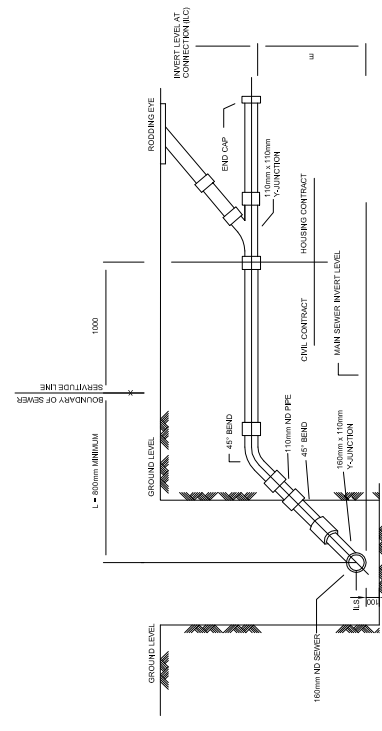 INVERT LEVEL AT
CONNECTION (ILC)
E
RODDING EYE
END CAP
110mm x 110mm
Y-JUNCTION
HOUSING CONTRACT
CIVIL CONTRACT
MAIN SEWER INVERT LEVEL
1000
SERVITUDE LINE
BOUNDARY OF SEWER
L = 800mm MINIMUM
GROUND LEVEL
45° BEND
110mm ND PIPE
45° BEND
160mm x 110mm
Y-JUNCTION
ILS
100
160mm ND SEWER
GROUND LEVEL